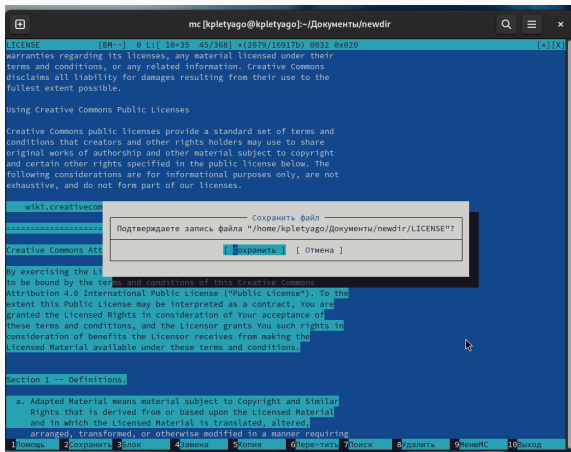 mc [kpletyago@kpletyago]:~/Документы/newdir
LICENSE [BM--] 0 L:[ 10+35 45/368] *(2079/16917b) 0032 0x020 [*][X]
warranties regarding its licenses, any material licensed under their
terms and conditions, or any related information. Creative Commons
disclaims all liability for damages resulting from their use to the
fullest extent possible.
Using Creative Commons Public Licenses
Creative Commons public licenses provide a standard set of terms and
conditions that creators and other rights holders may use to share
original works of authorship and other material subject to copyright
and certain other rights specified in the public license below. The
following considerations are for informational purposes only, are not
exhaustive, and do not form part of our licenses.
wiki.creativecom
=====================
Creative Commons Att
By exercising the Li
Сохранить файл
Подтверждаете запись файла "/home/kpletyago/Документы/newdir/LICENSE"?
[ Сохранить ] [ Отмена ]
to be bound by the terms and conditions of this Creative Commons
Attribution 4.0 International Public License ("Public License"). To the
extent this Public License may be interpreted as a contract, You are
granted the Licensed Rights in consideration of Your acceptance of
these terms and conditions, and the Licensor grants You such rights in
consideration of benefits the Licensor receives from making the
Licensed Material available under these terms and conditions.
Section 1 -- Definitions.
a. Adapted Material means material subject to Copyright and Similar
Rights that is derived from or based upon the Licensed Material
and in which the Licensed Material is translated, altered,
arranged, transformed, or otherwise modified in a manner requiring
1Помощь 2Сохранить 3Блок 4Замена 5Копия 6Пере~тить 7Поиск 8Удалить 9МенюMC 10Выход